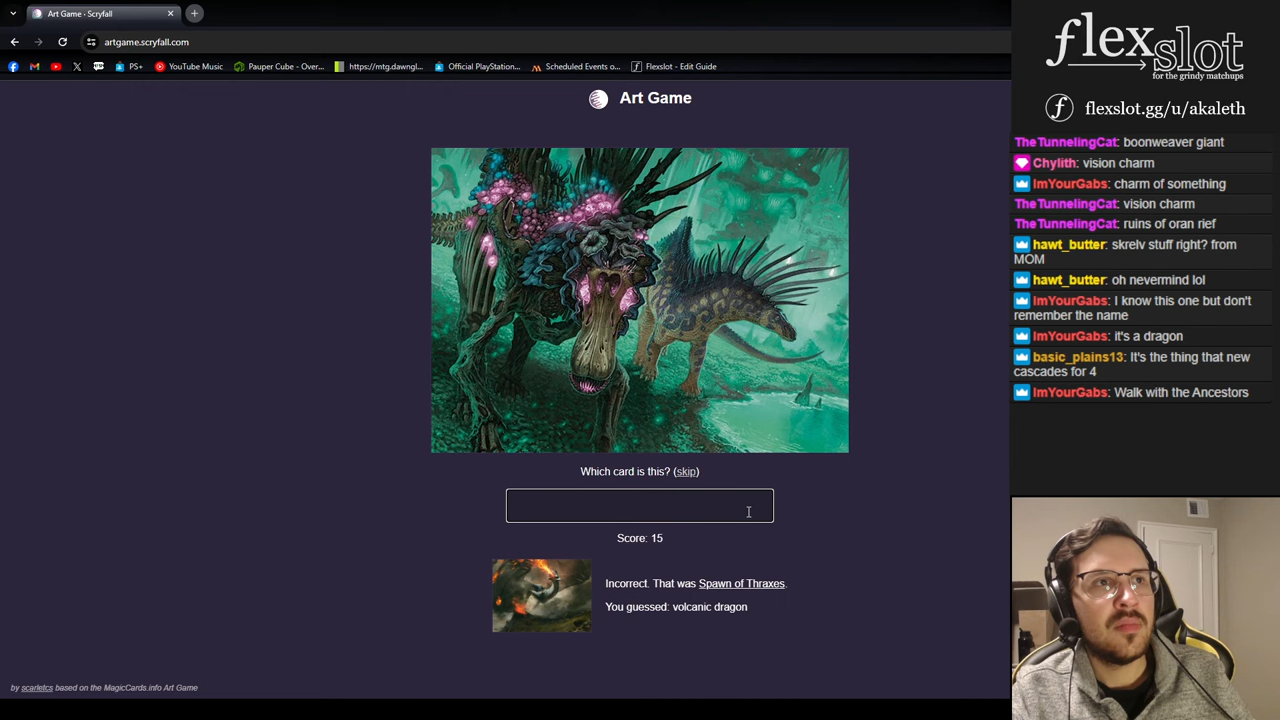 Art Game · Scryfall
artgame.scryfall.com
PS+
YouTube Music
Pauper Cube - Over...
https://mtg.dawngl...
Official PlayStation...
Scheduled Events o...
Flexslot - Edit Guide
Art Game
Which card is this? (skip)
Score: 15
Incorrect. That was Spawn of Thraxes.
You guessed: volcanic dragon
by scarletcs based on the MagicCards.info Art Game
flexslot
for the grindy matchups
flexslot.gg/u/akaleth
TheTunnelingCat: boonweaver giant
Chylith: vision charm
ImYourGabs: charm of something
TheTunnelingCat: vision charm
TheTunnelingCat: ruins of oran rief
hawt_butter: skrelv stuff right? from
MOM
hawt_butter: oh nevermind lol
ImYourGabs: I know this one but don't
remember the name
ImYourGabs: it's a dragon
basic_plains13: It's the thing that new
cascades for 4
ImYourGabs: Walk with the Ancestors